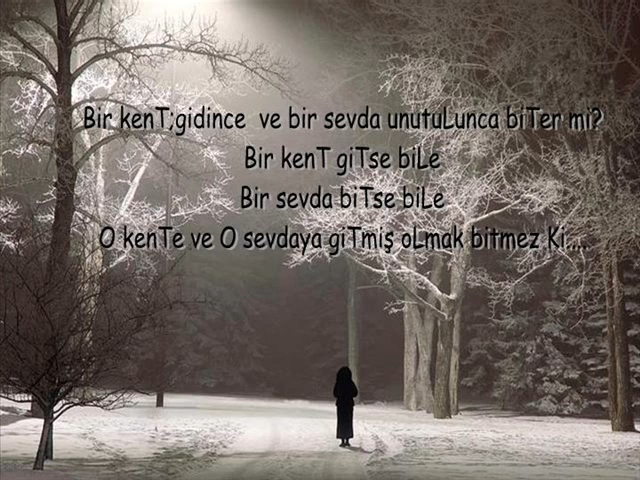 Bir kenT;gidince ve bir sevda unutuLunca biTer mi?
Bir kenT giTse biLe
Bir sevda biTse biLe
O kenTe ve O sevdaya giTmiş oLmak bitmez Ki....